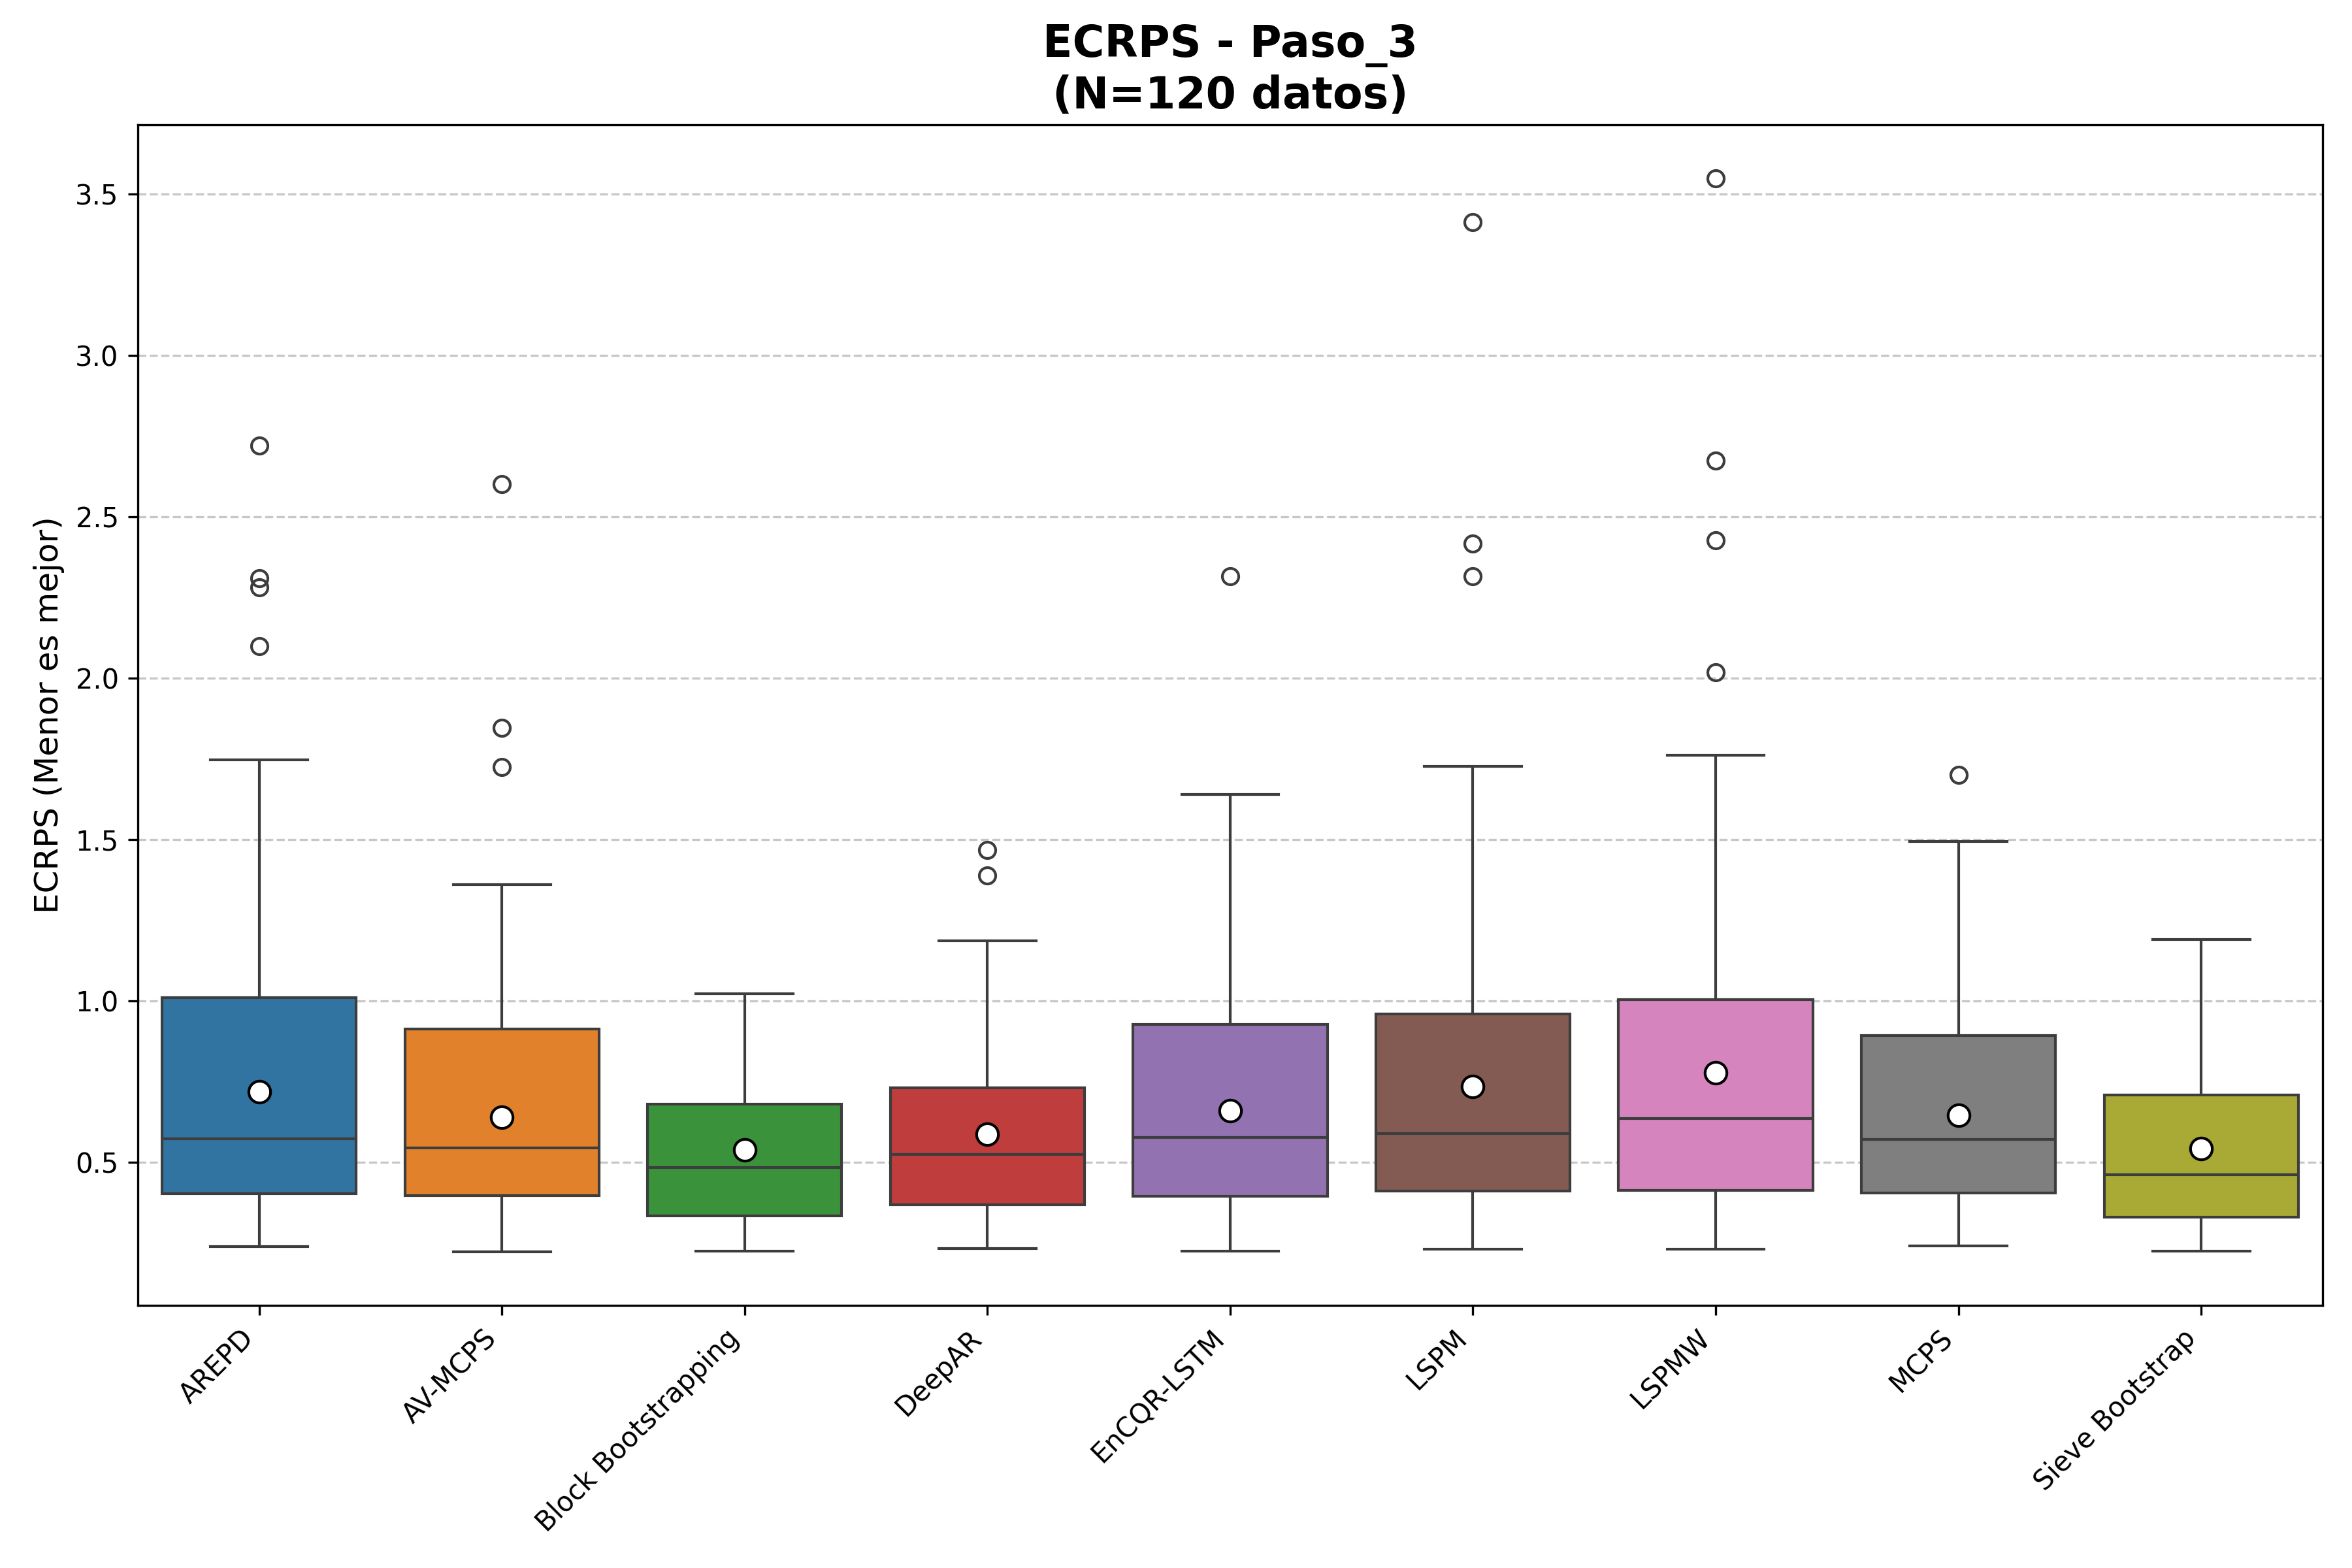 ECRPS - Paso_3
(N=120 datos)
ECRPS (Menor es mejor)
3.5
3.0
2.5
2.0
1.5
1.0
0.5
AREPD
AV-MCPS
Block Bootstrapping
DeepAR
EnCQR-LSTM
LSPM
LSPMW
MCPS
Sieve Bootstrap